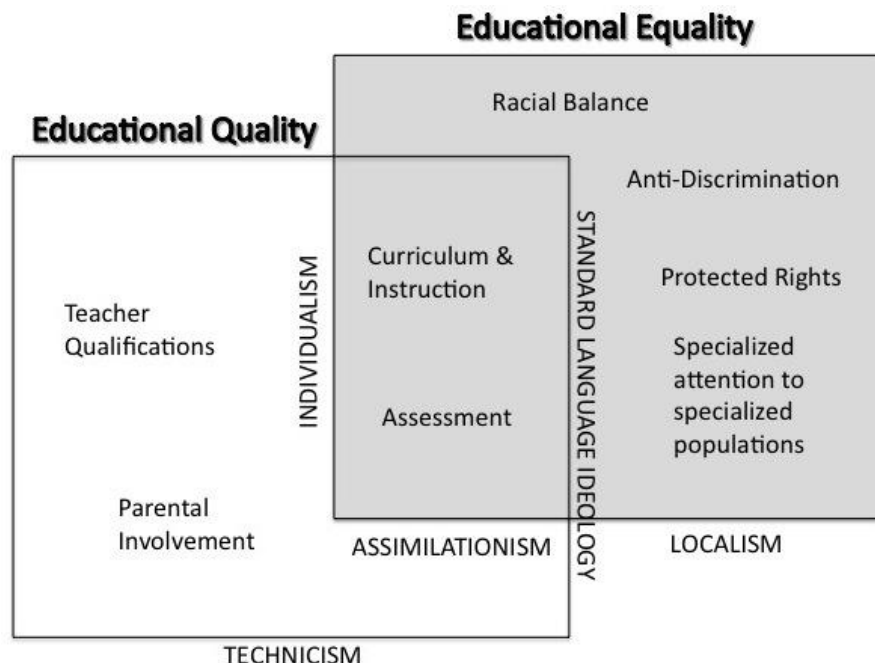 Educational Equality
Racial Balance
Educational Quality
Anti-Discrimination
STANDARD LANGUAGE IDEOLOGY
INDIVIDUALISM
Curriculum &
Instruction
Protected Rights
Teacher
Qualifications
Specialized
attention to
specialized
populations
Assessment
Parental
Involvement
ASSIMILATIONISM
LOCALISM
TECHNICISM